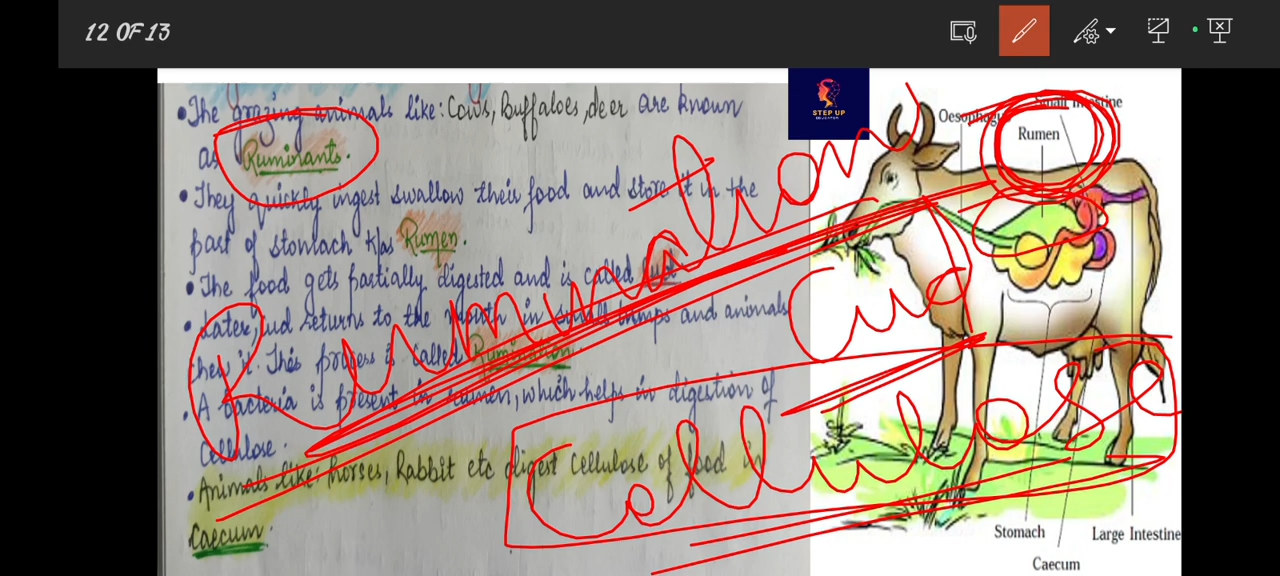 12 OF 13
• The grazing animals like: Cows, Buffaloes, deer are known
as Ruminants.
• They quickly ingest swallow their food and store it in the
part of stomach Rumen.
• The food gets partially digested and is called cud
• Later, cud returns to the mouth in small lumps and animals
chew it. This process is called Rumination
• A bacteria is present in rumen, which helps in digestion of
Cellulose.
• Animals like: horses, Rabbit etc digest Cellulose of food in
Caecum.
Rumination
Cud
Cellulose
STEP UP
Oesophagus
Small Intestine
Rumen
Stomach
Large Intestine
Caecum